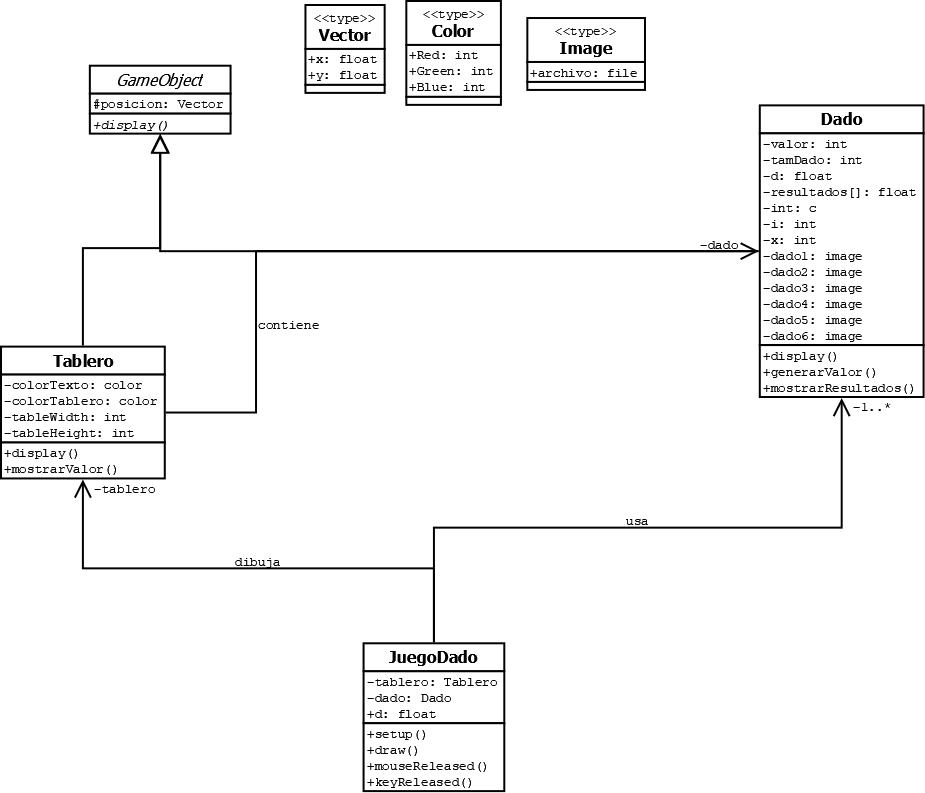 <<type>>
Vector
+x: float
+y: float
<<type>>
Color
+Red: int
+Green: int
+Blue: int
<<type>>
Image
+archivo: file
GameObject
#posicion: Vector
+display()
Dado
-valor: int
-tamDado: int
-d: float
-resultados[]: float
-int: c
-i: int
-x: int
-dado1: image
-dado2: image
-dado3: image
-dado4: image
-dado5: image
-dado6: image
+display()
+generarValor()
+mostrarResultados()
-dado
contiene
Tablero
-colorTexto: color
-colorTablero: color
-tableWidth: int
-tableHeight: int
+display()
+mostrarValor()
-1..*
-tablero
usa
dibuja
JuegoDado
-tablero: Tablero
-dado: Dado
+d: float
+setup()
+draw()
+mouseReleased()
+keyReleased()